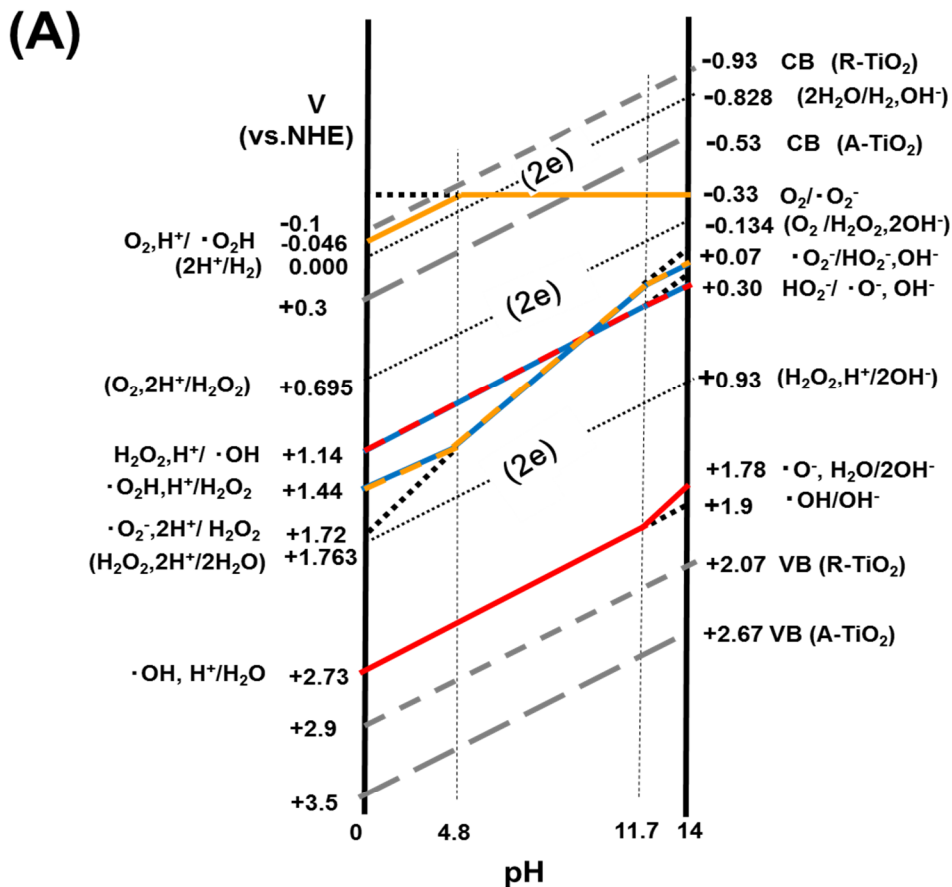 (A)
V
(vs.NHE)
-0.1
O₂,H⁺/ ·O₂H -0.046
(2H⁺/H₂) 0.000
+0.3
(O₂,2H⁺/H₂O₂) +0.695
H₂O₂,H⁺/ ·OH +1.14
·O₂H,H⁺/H₂O₂ +1.44
·O₂⁻,2H⁺/ H₂O₂ +1.72
(H₂O₂,2H⁺/2H₂O) +1.763
·OH, H⁺/H₂O +2.73
+2.9
+3.5
(2e)
(2e)
(2e)
-0.93 CB (R-TiO₂)
-0.828 (2H₂O/H₂,OH⁻)
-0.53 CB (A-TiO₂)
-0.33 O₂/·O₂⁻
-0.134 (O₂ /H₂O₂,2OH⁻)
+0.07 ·O₂⁻/HO₂⁻,OH⁻
+0.30 HO₂⁻/ ·O⁻, OH⁻
+0.93 (H₂O₂,H⁺/2OH⁻)
+1.78 ·O⁻, H₂O/2OH⁻
+1.9 ·OH/OH⁻
+2.07 VB (R-TiO₂)
+2.67 VB (A-TiO₂)
0 4.8 11.7 14
pH